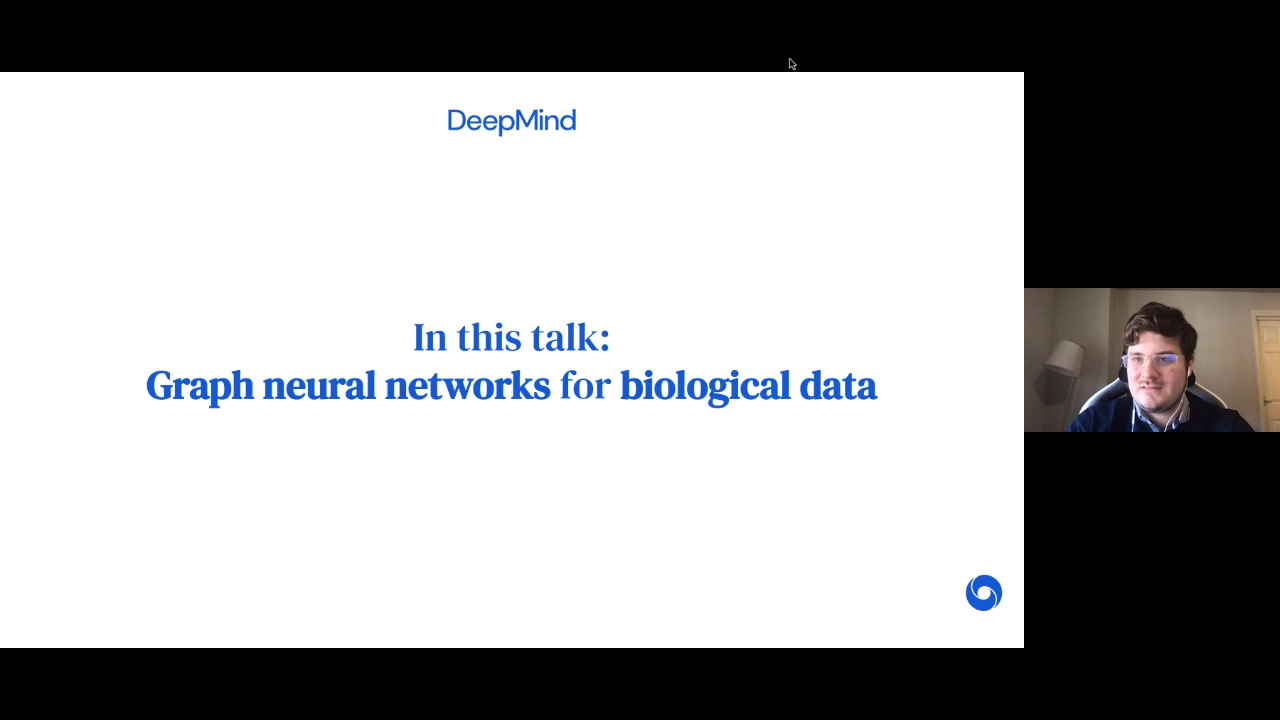 DeepMind
In this talk:
Graph neural networks for biological data